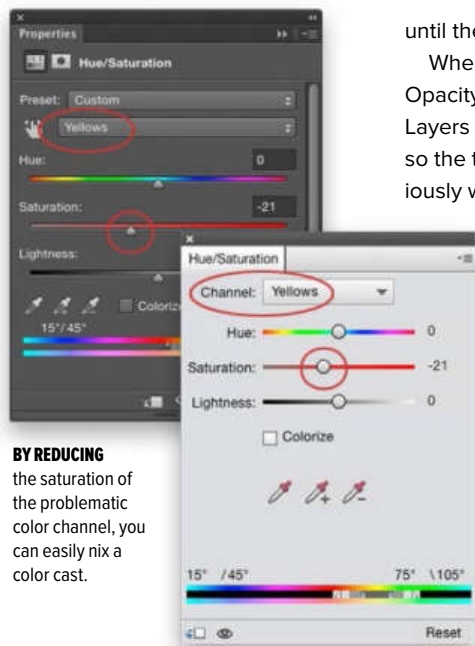 Properties
Hue/Saturation
Preset: Custom
Yellows
Hue: 0
Saturation: -21
Lightness:
15°/45°
until the
Opacity
Layers
so the
iously
Hue/Saturation
Channel: Yellows
Hue: 0
Saturation: -21
Lightness: 0
Colorize
15° /45° 75° \105°
Reset
BY REDUCING
the saturation of
the problematic
color channel, you
can easily nix a
color cast.